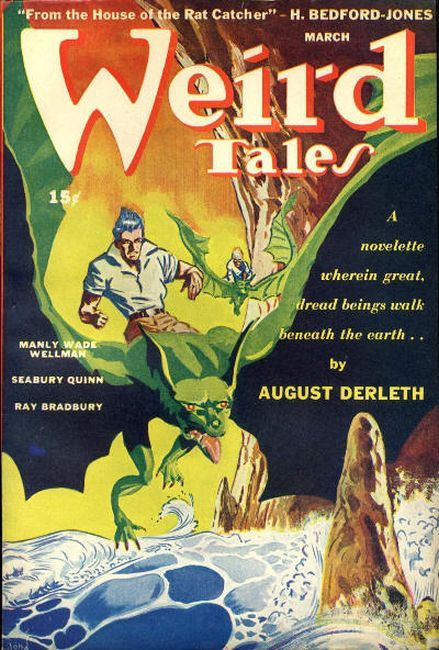 "From the House of the Rat Catcher" – H. BEDFORD-JONES
MARCH
Weird
Tales
15¢
A
novelette
wherein great,
dread beings walk
beneath the earth . .
by
AUGUST DERLETH
MANLY WADE
WELLMAN
SEABURY QUINN
RAY BRADBURY